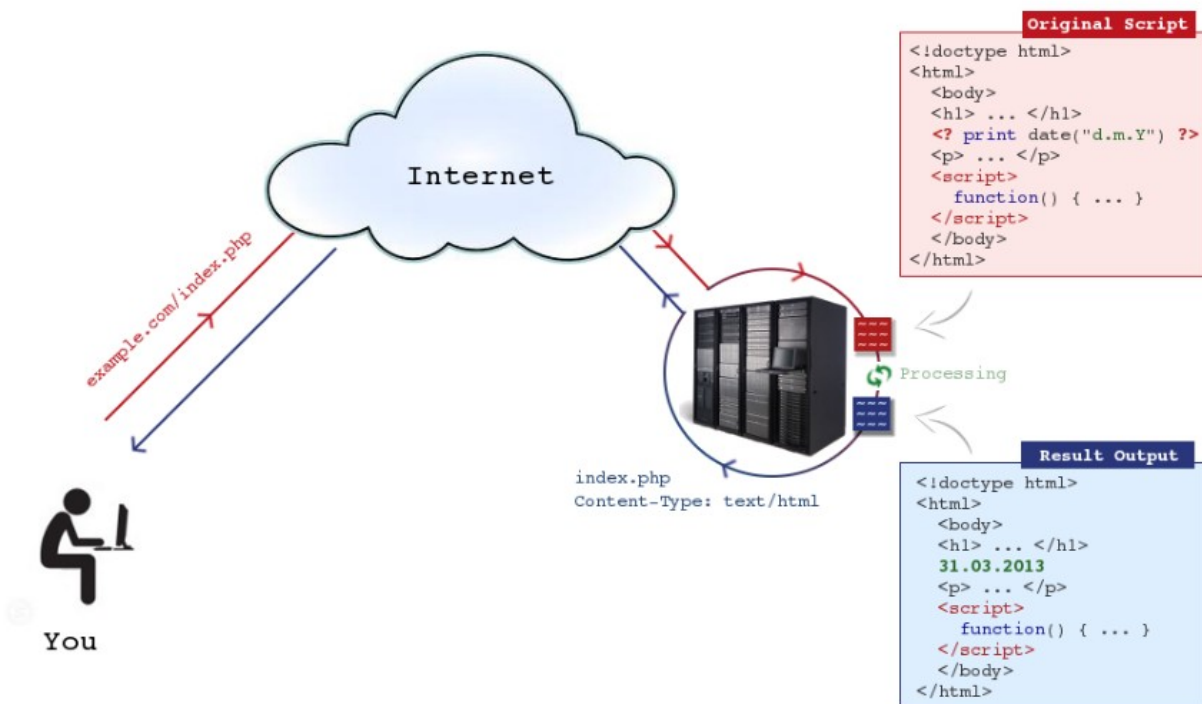 Original Script
<!doctype html>
<html>
<body>
<h1> ... </h1>
<? print date("d.m.Y") ?>
<p> ... </p>
<script>
function() { ... }
</script>
</body>
</html>
Internet
example.com/index.php
Processing
index.php
Content-Type: text/html
Result Output
<!doctype html>
<html>
<body>
<h1> ... </h1>
31.03.2013
<p> ... </p>
<script>
function() { ... }
</script>
</body>
</html>
You